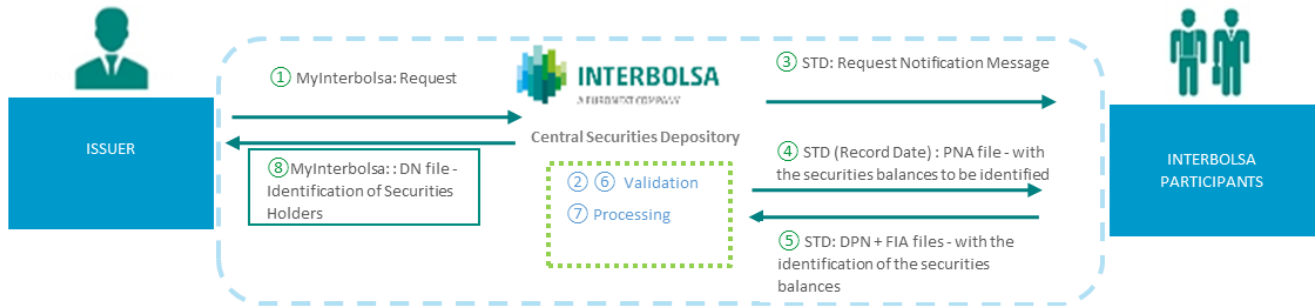 ISSUER
① MyInterbolsa: Request
⑧ MyInterbolsa: : DN file -
Identification of Securities
Holders
INTERBOLSA
A EURONEXT COMPANY
Central Securities Depository
② ⑥ Validation
⑦ Processing
③ STD: Request Notification Message
④ STD (Record Date) : PNA file - with
the securities balances to be identified
⑤ STD: DPN + FIA files - with the
identification of the securities
balances
INTERBOLSA
PARTICIPANTS